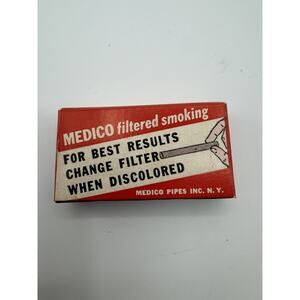 MEDICO filtered smoking
FOR BEST RESULTS
CHANGE FILTER
WHEN DISCOLORED
MEDICO PIPES INC. N. Y.